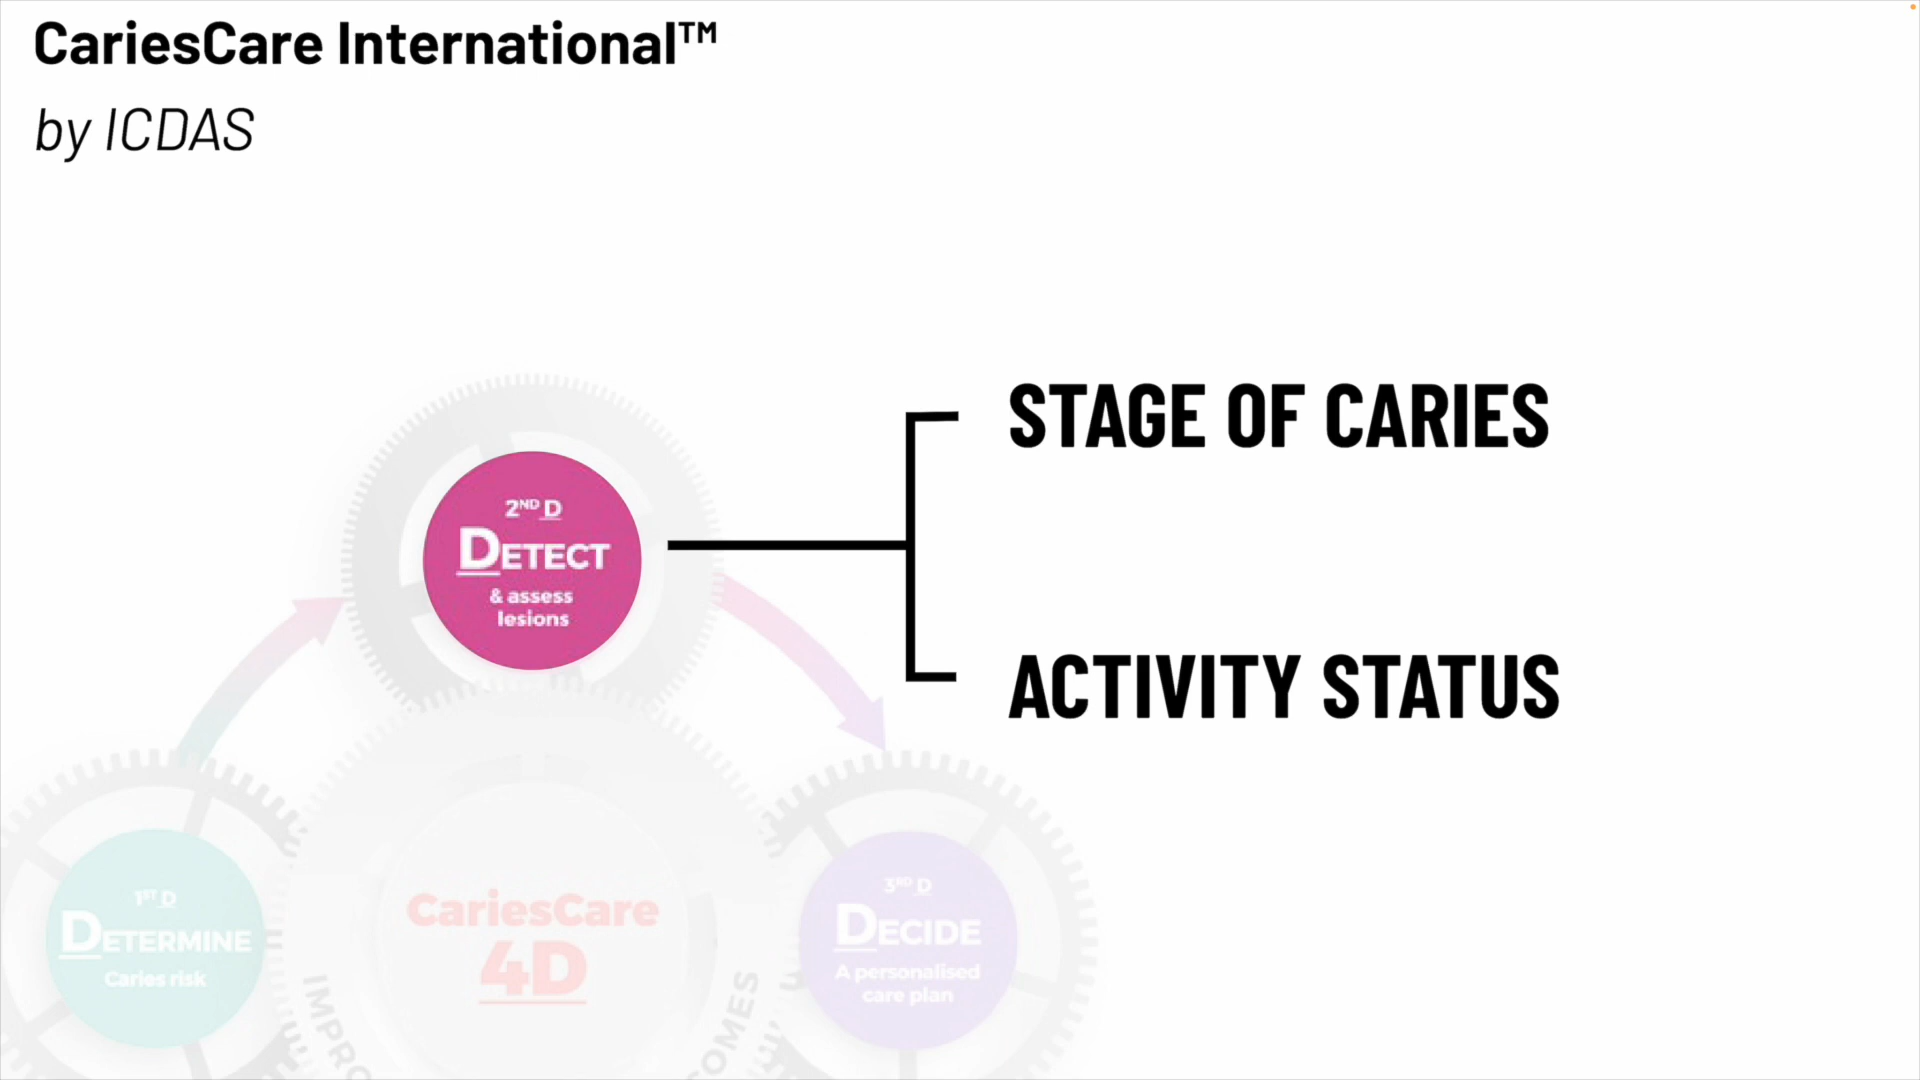 CariesCare International™
by ICDAS
STAGE OF CARIES
2ND D
DETECT
& assess
lesions
ACTIVITY STATUS
1ST D
DETERMINE
Caries risk
CariesCare
4D
3RD D
DECIDE
A personalised
care plan